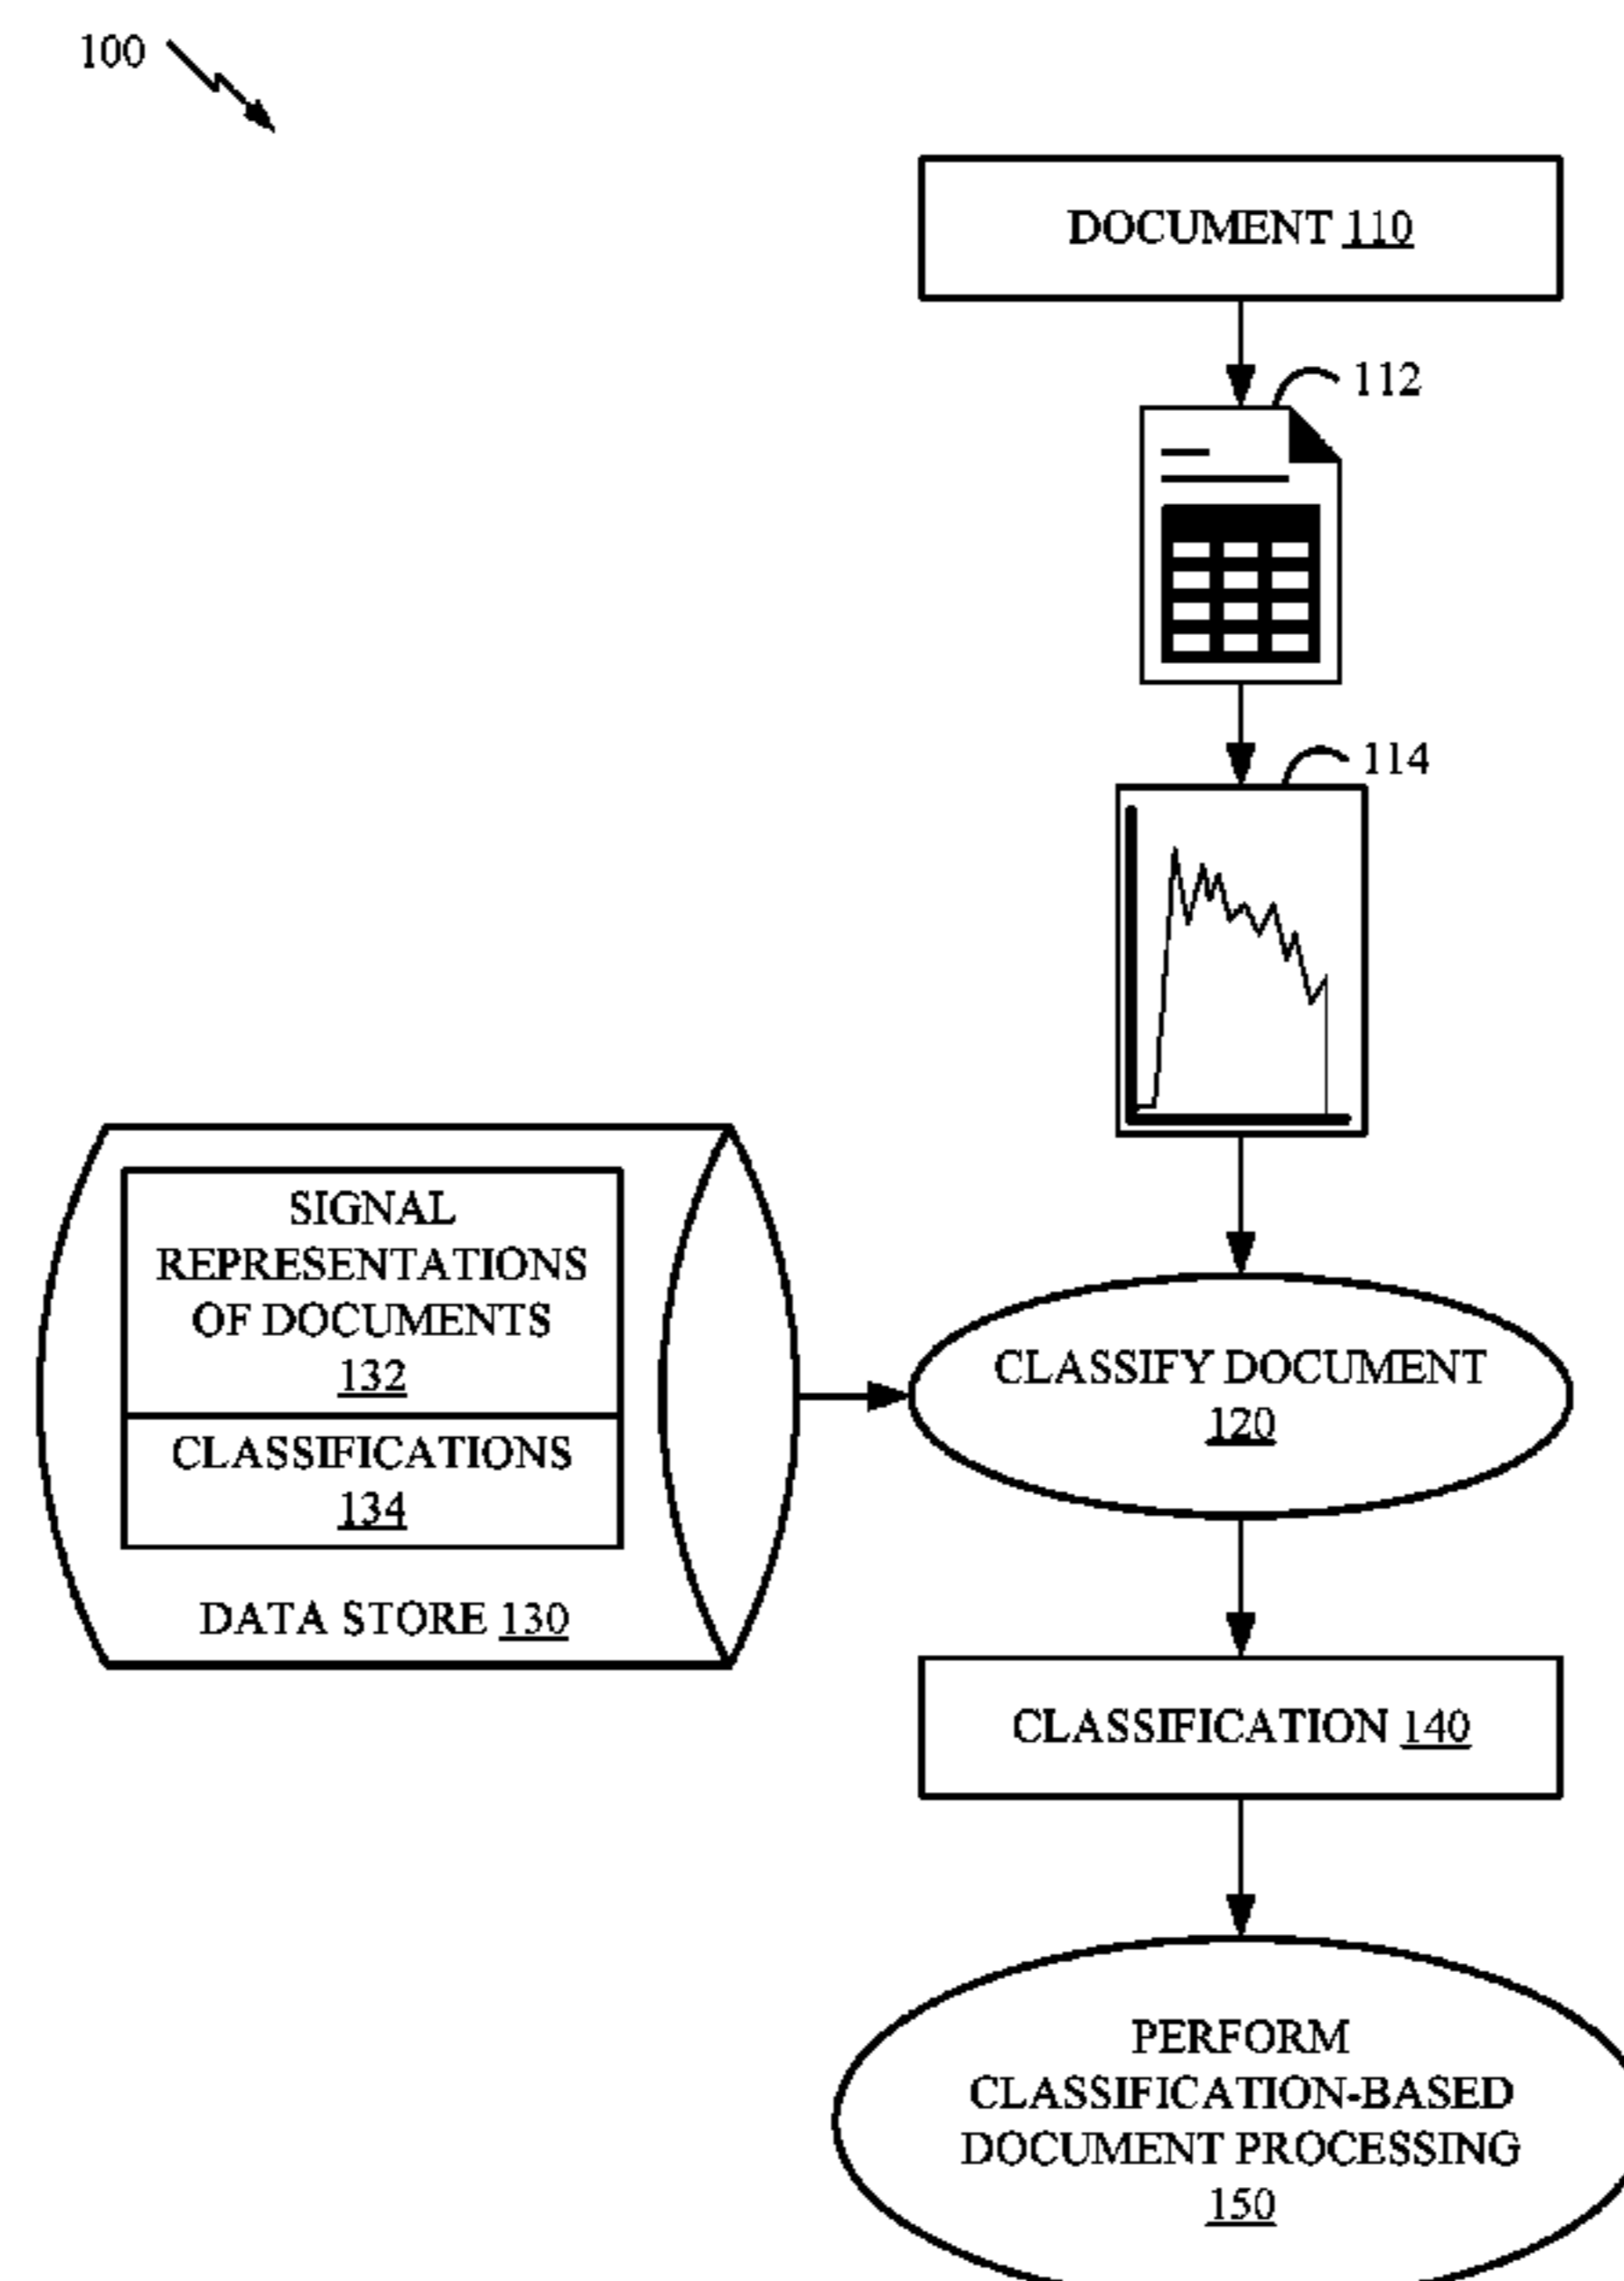 100
DOCUMENT 110
112
114
SIGNAL
REPRESENTATIONS
OF DOCUMENTS
132
CLASSIFICATIONS
134
DATA STORE 130
CLASSIFY DOCUMENT
120
CLASSIFICATION 140
PERFORM
CLASSIFICATION-BASED
DOCUMENT PROCESSING
150